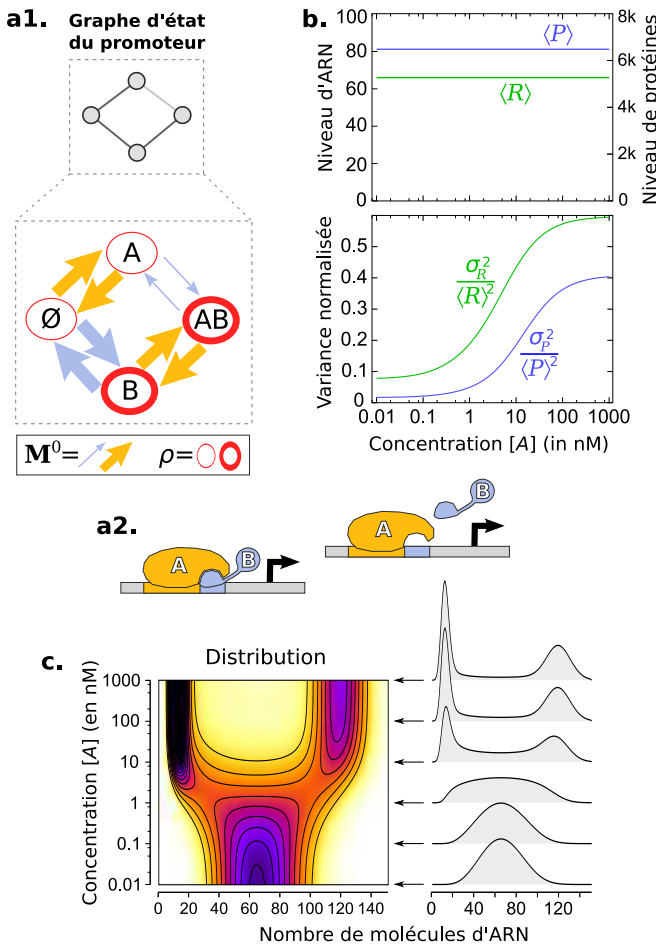 a1.
Graphe d'état
du promoteur
A
Ø
AB
B
M⁰= ρ=
b.
100
80
60
40
20
0
Niveau d'ARN
⟨P⟩
⟨R⟩
8k
6k
4k
2k
0
Niveau de protéines
0.5
0.4
0.3
0.2
0.1
0
Variance normalisée
σ_R²
⟨R⟩²
σ_P²
⟨P⟩²
0.01 0.1 1 10 100 1000
Concentration [A] (in nM)
a2.
A
B
A
B
c.
Distribution
1000
100
10
1
0.1
0.01
Concentration [A] (en nM)
0 20 40 60 80 100 120 140
0 40 80 120
Nombre de molécules d'ARN